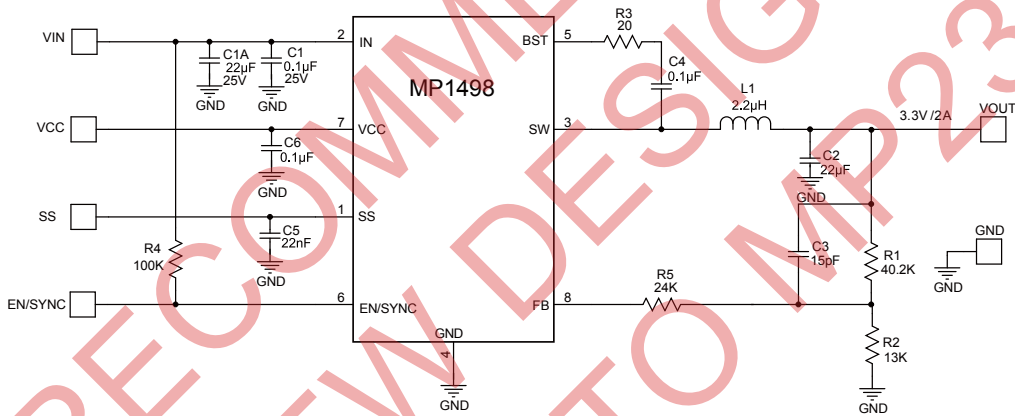 VIN
C1A
22µF
25V
GND
C1
0.1µF
25V
GND
2
IN
MP1498
BST
5
R3
20
C4
0.1µF
VCC
7
VCC
C6
0.1µF
GND
SW
3
L1
2.2µH
3.3V /2A
VOUT
C2
22µF
GND
SS
1
SS
C5
22nF
GND
R4
100K
C3
15pF
R1
40.2K
GND
GND
EN/SYNC
6
EN/SYNC
FB
8
R5
24K
GND
4
GND
R2
13K
GND